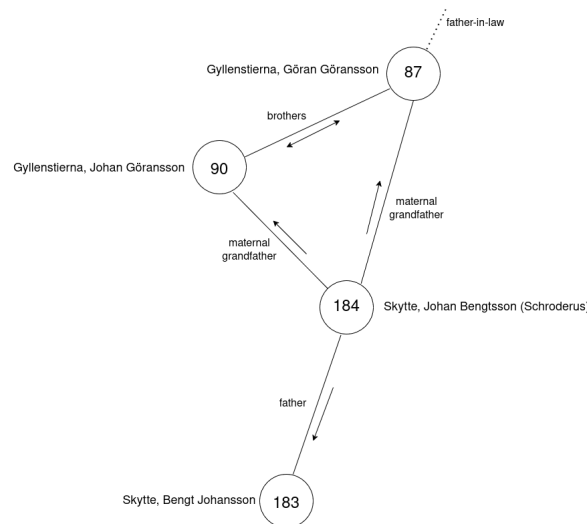 father-in-law
Gyllenstierna, Göran Göransson
87
brothers
Gyllenstierna, Johan Göransson
90
maternal
grandfather
maternal
grandfather
184
Skytte, Johan Bengtsson (Schroderus)
father
Skytte, Bengt Johansson
183